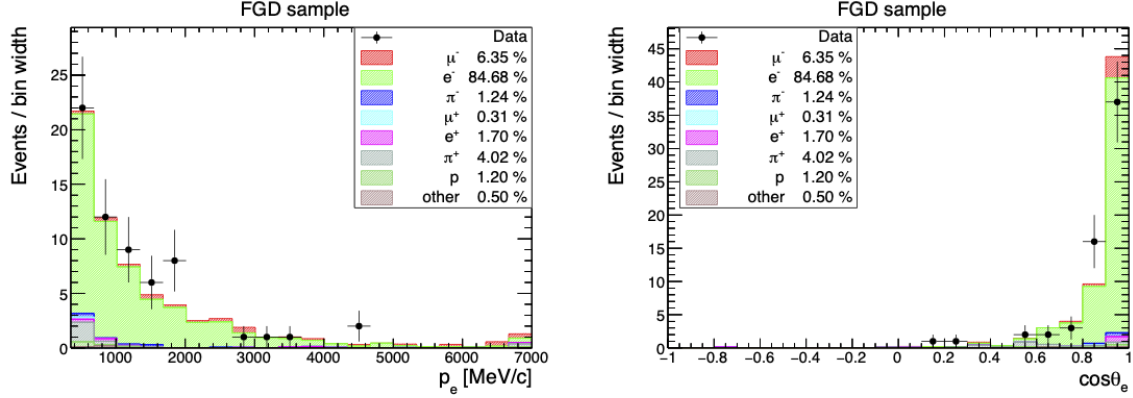 FGD sample
Events / bin width
Data
μ- 6.35 %
e- 84.68 %
π- 1.24 %
μ+ 0.31 %
e+ 1.70 %
π+ 4.02 %
p 1.20 %
other 0.50 %
25
20
15
10
5
0
1000 2000 3000 4000 5000 6000 7000
p_e [MeV/c]
FGD sample
Events / bin width
Data
μ- 6.35 %
e- 84.68 %
π- 1.24 %
μ+ 0.31 %
e+ 1.70 %
π+ 4.02 %
p 1.20 %
other 0.50 %
45
40
35
30
25
20
15
10
5
0
-1 -0.8 -0.6 -0.4 -0.2 0 0.2 0.4 0.6 0.8 1
cosθ_e